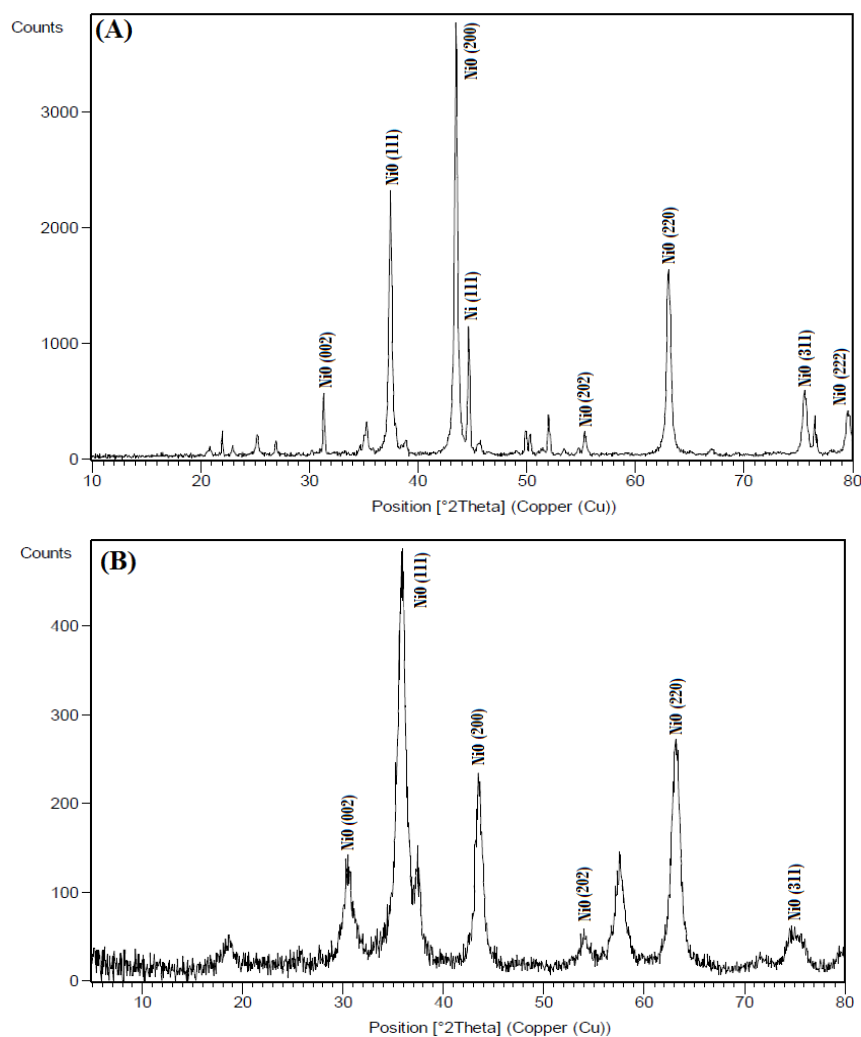 (A)
Counts
3000
2000
1000
0
NiO (002)
NiO (111)
NiO (200)
Ni (111)
NiO (202)
NiO (220)
NiO (311)
NiO (222)
10 20 30 40 50 60 70 80
Position [°2Theta] (Copper (Cu))
(B)
Counts
400
300
200
100
0
NiO (002)
NiO (111)
NiO (200)
NiO (202)
NiO (220)
NiO (311)
10 20 30 40 50 60 70 80
Position [°2Theta] (Copper (Cu))